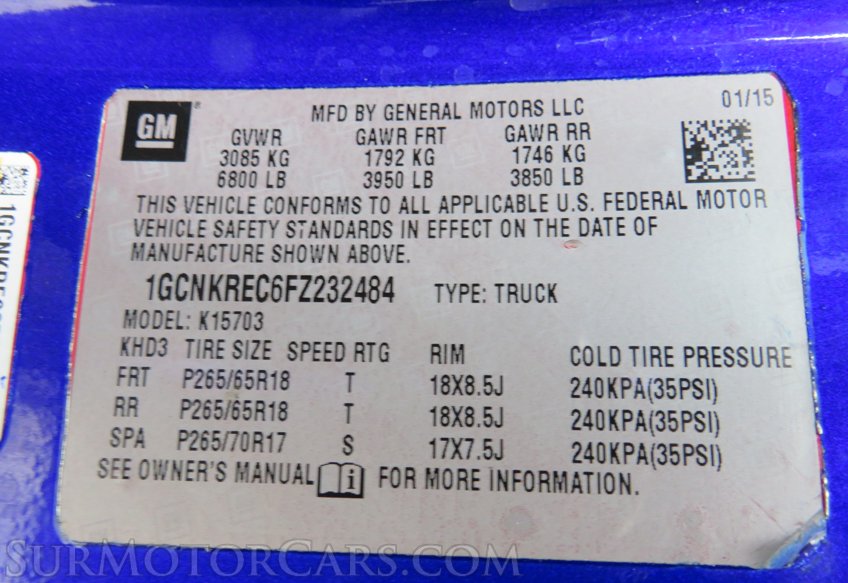 GM®
MFD BY GENERAL MOTORS LLC 01/15
GVWR GAWR FRT GAWR RR
3085 KG 1792 KG 1746 KG
6800 LB 3950 LB 3850 LB
THIS VEHICLE CONFORMS TO ALL APPLICABLE U.S. FEDERAL MOTOR
VEHICLE SAFETY STANDARDS IN EFFECT ON THE DATE OF
MANUFACTURE SHOWN ABOVE.
1GCNKREC6FZ232484 TYPE: TRUCK
MODEL: K15703
KHD3 TIRE SIZE SPEED RTG RIM COLD TIRE PRESSURE
FRT P265/65R18 T 18X8.5J 240KPA(35PSI)
RR P265/65R18 T 18X8.5J 240KPA(35PSI)
SPA P265/70R17 S 17X7.5J 240KPA(35PSI)
SEE OWNER'S MANUAL i FOR MORE INFORMATION.
SURMOTORCARS.COM